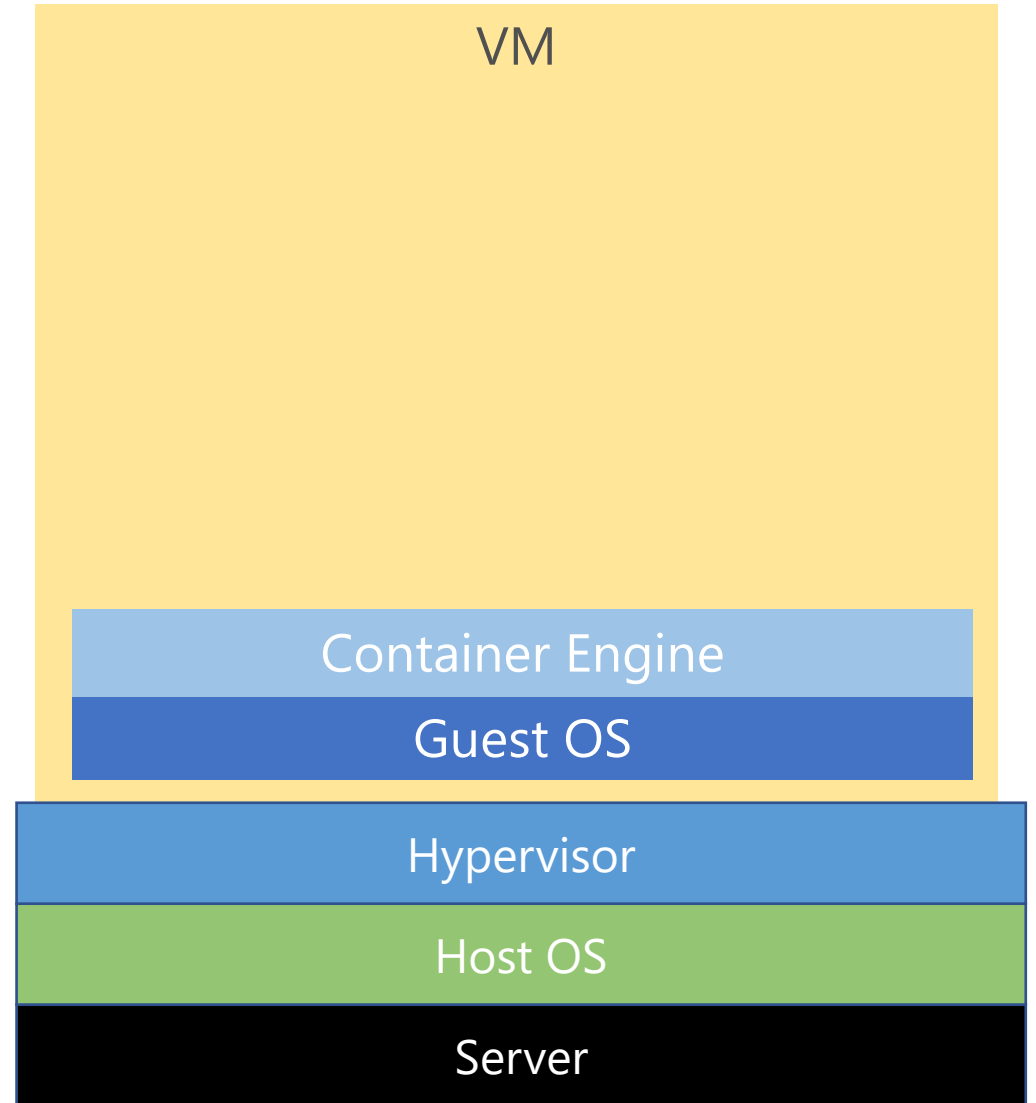 VM
Container Engine
Guest OS
Hypervisor
Host OS
Server